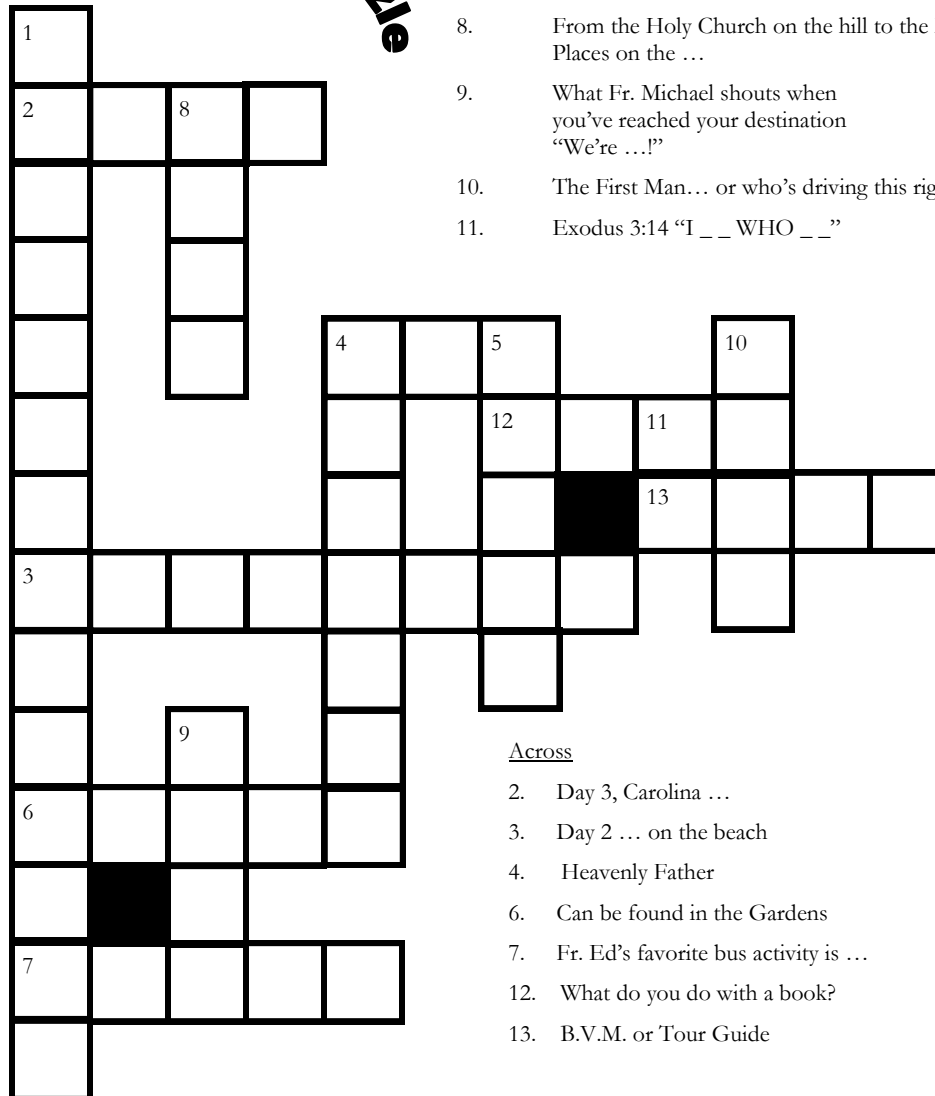 8. From the Holy Church on the hill to the
Places on the …
9. What Fr. Michael shouts when
you’ve reached your destination
“We’re …!”
10. The First Man… or who’s driving this
11. Exodus 3:14 “I _ _ WHO _ _”
1
2 8
4 5 10
12 11
13
3
9
6
7
Across
2. Day 3, Carolina …
3. Day 2 … on the beach
4. Heavenly Father
6. Can be found in the Gardens
7. Fr. Ed’s favorite bus activity is …
12. What do you do with a book?
13. B.V.M. or Tour Guide